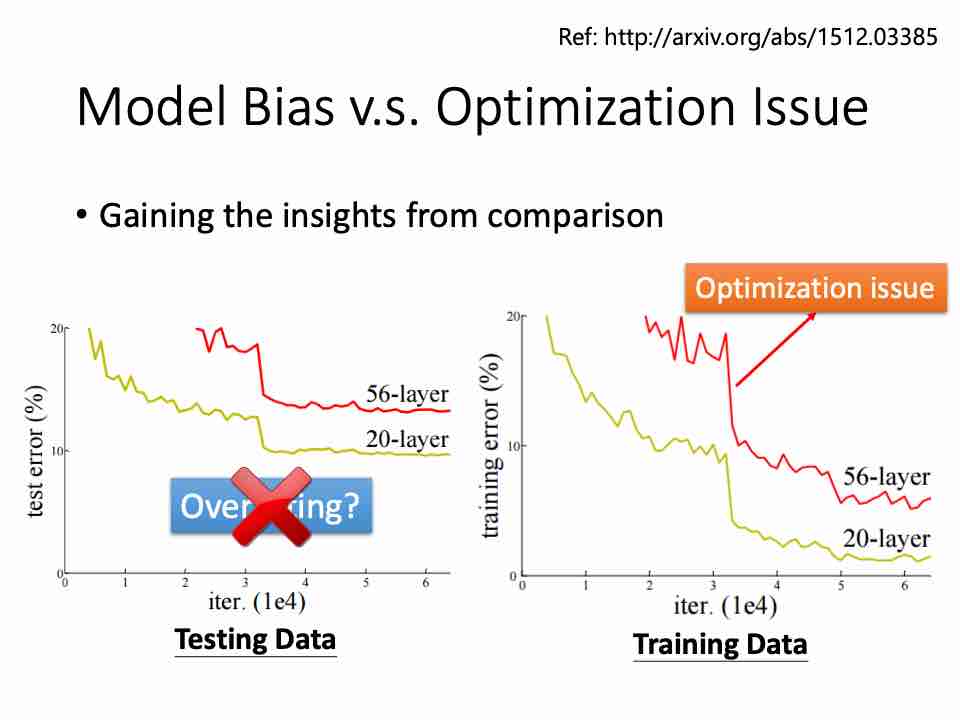 Ref: http://arxiv.org/abs/1512.03385
Model Bias v.s. Optimization Issue
• Gaining the insights from comparison
20
10
0
0 1 2 3 4 5 6
test error (%)
iter. (1e4)
56-layer
20-layer
Testing Data
Optimization issue
20
10
0
0 1 2 3 4 5 6
training error (%)
iter. (1e4)
56-layer
20-layer
Training Data